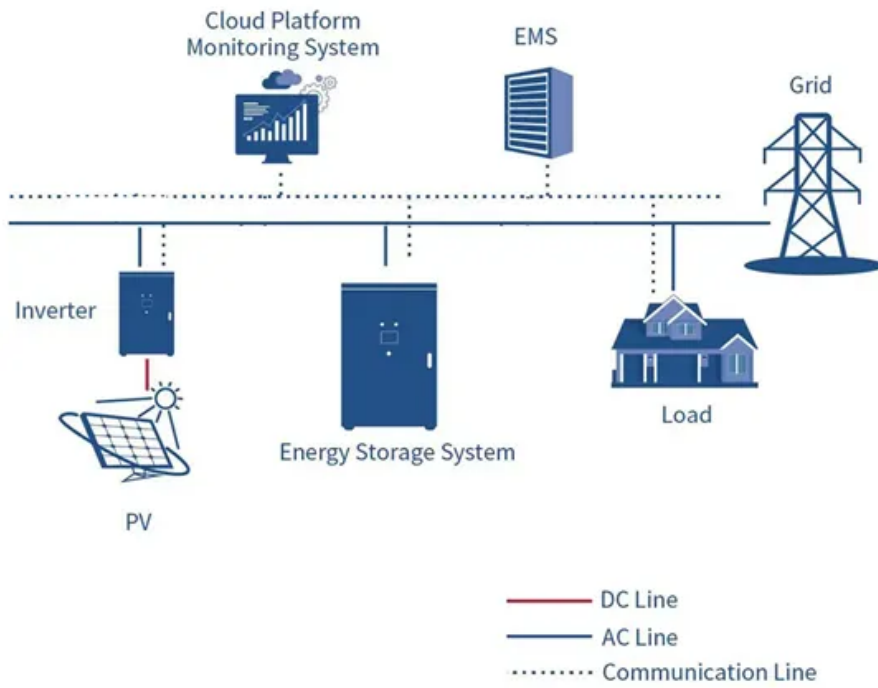 Cloud Platform
Monitoring System
EMS
Grid
Inverter
Energy Storage System
Load
PV
DC Line
AC Line
Communication Line